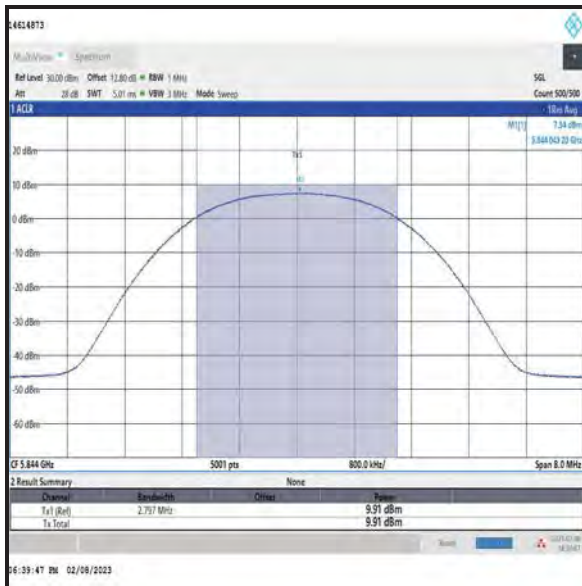 14614873
MultiView Spectrum
Ref Level 30.00 dBm Offset 12.80 dB RBW 1 MHz SGL
Att 28 dB SWT 5.01 ms VBW 3 MHz Mode Sweep Count 500/500
1 ACLR 1Rm Avg
M1[1] 7.34 dBm
5.844 043 20 GHz
Tx1
M1
20 dBm
10 dBm
0 dBm
-10 dBm
-20 dBm
-30 dBm
-40 dBm
-50 dBm
-60 dBm
CF 5.844 GHz 5001 pts 800.0 kHz/ Span 8.0 MHz
2 Result Summary None
Channel Bandwidth Offset Power
Tx1 (Ref) 2.757 MHz 9.91 dBm
Tx Total 9.91 dBm
06:39:47 PM 02/08/2023